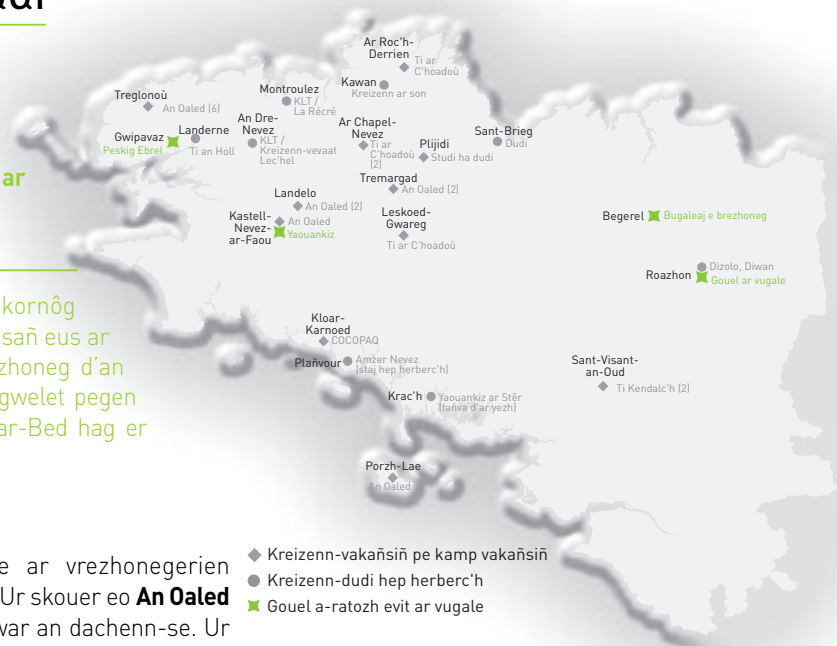 ar
kornôg
sañ eus ar
zhoneg d'an
gwelet pegen
ar-Bed hag er
Ar Roc'h-
Derrien
Ti ar
C'hoadoù
Kawan
Kreizenn ar son
Montroulez
KLT /
La Récré
Treglonoù
An Oaled (6)
Gwipavaz
Peskig Ebrel
Landerne
Ti an Holl
An Dre-
Nevez
KLT /
Kreizenn-vevaat
Lec'hel
Ar Chapel-
Nevez
Ti ar
C'hoadoù
(2)
Plijidi
Studi ha dudi
Sant-Brieg
Dudi
Tremargad
An Oaled (2)
Landelo
An Oaled (2)
Kastell-
Nevez-
ar-Faou
An Oaled
Yaouankiz
Leskoed-
Gwareg
Ti ar C'hoadoù
Begerel
Bugaleaj e brezhoneg
Roazhon
Dizolo, Diwan
Gouel ar vugale
Kloar-
Karnoed
COCOPAQ
Plañvour
Amzer Nevez
(staj hep herberc'h)
Krac'h
Yaouankiz ar Stêr
(tañva d'ar yezh)
Sant-Visant-
an-Oud
Ti Kendalc'h (2)
Porzh-Lae
An Oaled
e ar vrezhonegerien
Ur skouer eo An Oaled
war an dachenn-se. Ur
Kreizenn-vakañsiñ pe kamp vakañsiñ
Kreizenn-dudi hep herberc'h
Gouel a-ratozh evit ar vugale